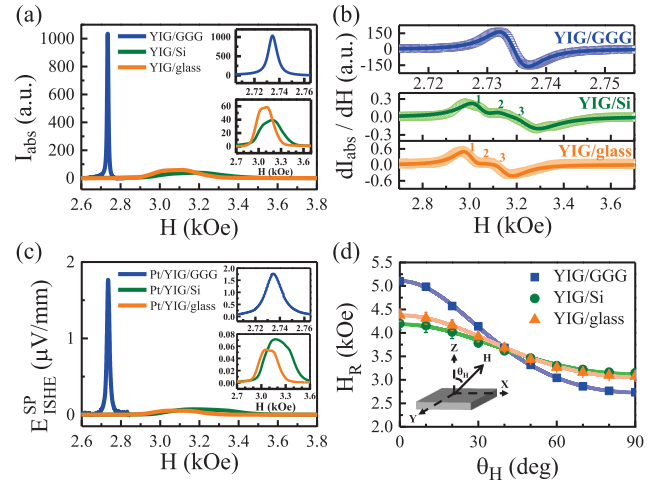 (a)
YIG/GGG
YIG/Si
YIG/glass
I_abs (a.u.)
1000
800
600
400
200
0
2.6 2.8 3.0 3.2 3.4 3.6 3.8
H (kOe)
1000
500
0
2.72 2.74 2.76
60
40
20
0
2.7 3.0 3.3 3.6
H (kOe)
(b)
dI_abs / dH (a.u.)
150
0
-150
YIG/GGG
2.72 2.73 2.74 2.75
0.3
0.0
-0.3
1 2 3
YIG/Si
0.6
0.0
-0.6
1 2 3
YIG/glass
2.8 3.0 3.2 3.4 3.6
H (kOe)
(c)
Pt/YIG/GGG
Pt/YIG/Si
Pt/YIG/glass
E^SP_ISHE (μV/mm)
2
1
0
2.6 2.8 3.0 3.2 3.4 3.6 3.8
H (kOe)
2.0
1.5
1.0
0.5
0.0
2.72 2.74 2.76
0.08
0.04
0.00
2.7 3.0 3.3 3.6
H (kOe)
(d)
YIG/GGG
YIG/Si
YIG/glass
H_R (kOe)
5.5
5.0
4.5
4.0
3.5
3.0
2.5
2.0
Z
H
θ_H
X
Y
0 30 60 90
θ_H (deg)